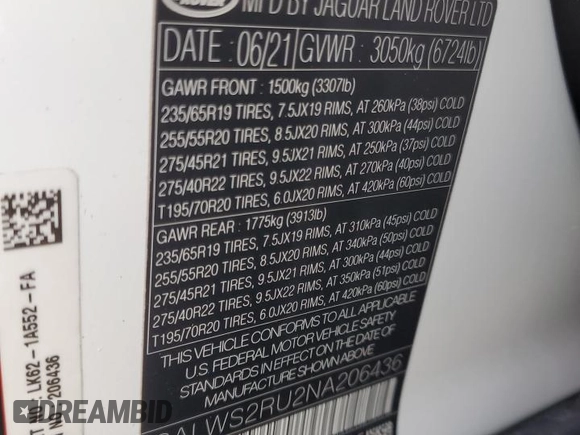 ROVER
MFD BY JAGUAR LAND ROVER LTD
DATE: 06/21 GVWR: 3050kg (6724lb)
GAWR FRONT: 1500kg (3307lb)
235/65R19 TIRES, 7.5JX19 RIMS, AT 260kPa (38psi) COLD
255/55R20 TIRES, 8.5JX20 RIMS, AT 300kPa (44psi) COLD
275/45R21 TIRES, 9.5JX21 RIMS, AT 250kPa (37psi) COLD
275/40R22 TIRES, 9.5JX22 RIMS, AT 270kPa (40psi) COLD
T195/70R20 TIRES, 6.0JX20 RIMS, AT 420kPa (60psi) COLD
GAWR REAR: 1775kg (3913lb)
235/65R19 TIRES, 7.5JX19 RIMS, AT 310kPa (45psi) COLD
255/55R20 TIRES, 8.5JX20 RIMS, AT 340kPa (50psi) COLD
275/45R21 TIRES, 9.5JX21 RIMS, AT 300kPa (44psi) COLD
275/40R22 TIRES, 9.5JX22 RIMS, AT 350kPa (51psi) COLD
T195/70R20 TIRES, 6.0JX20 RIMS, AT 420kPa (60psi) COLD
THIS VEHICLE CONFORMS TO ALL APPLICABLE
U.S. FEDERAL MOTOR VEHICLE SAFETY
STANDARDS IN EFFECT ON THE DATE OF
MANUFACTURE SHOWN ABOVE
SALWS2RU2NA206436
NO: LK62-1A552-FA
206436
DREAMBID
DREAMBID.COM